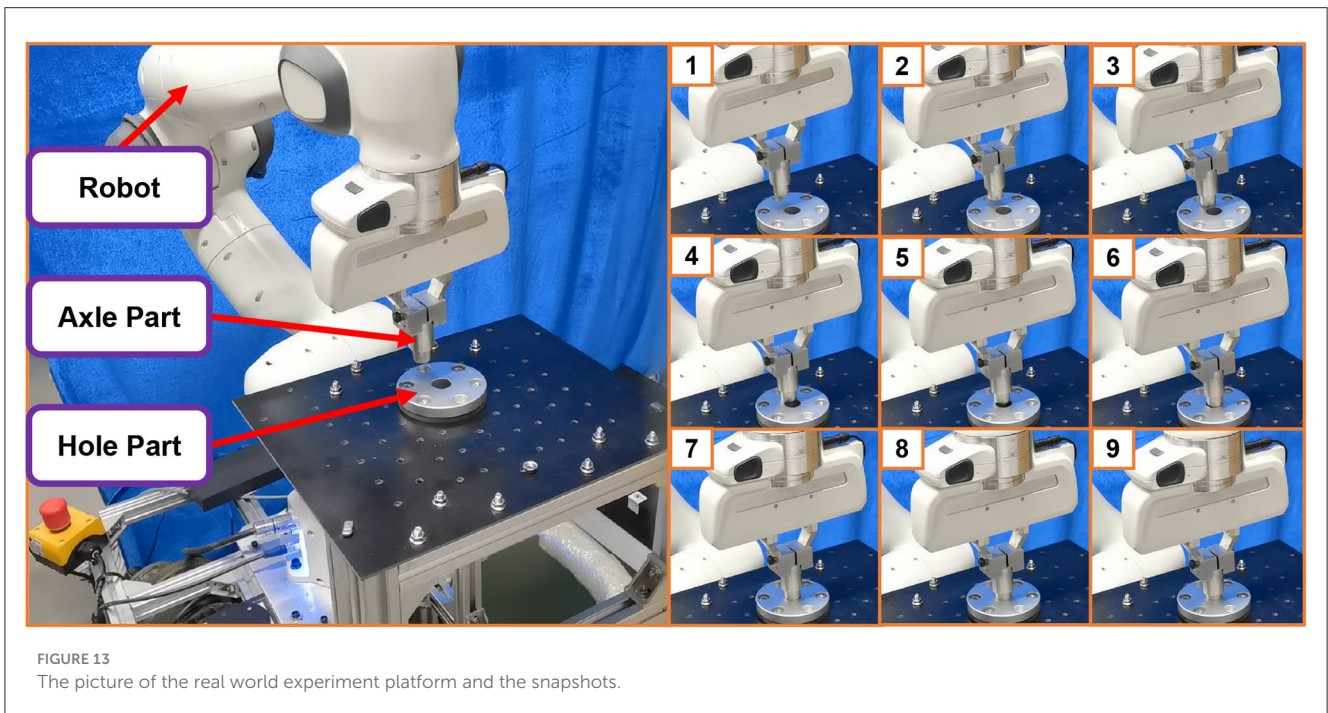 Robot
Axle Part
Hole Part
1
2
3
4
5
6
7
8
9
FIGURE 13
The picture of the real world experiment platform and the snapshots.